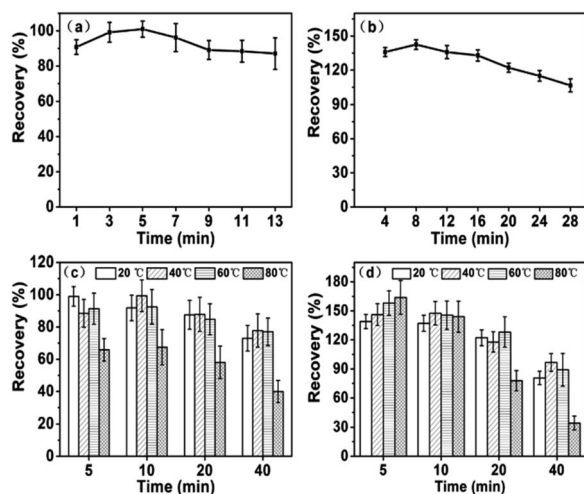 (a)
Recovery (%)
100
80
60
40
20
0
1 3 5 7 9 11 13
Time (min)
(b)
Recovery (%)
150
120
90
60
30
0
4 8 12 16 20 24 28
Time (min)
(c) 20 ℃ 40℃ 60℃ 80℃
Recovery (%)
120
100
80
60
40
20
0
5 10 20 40
Time (min)
(d) 20 ℃ 40℃ 60℃ 80℃
Recovery (%)
180
150
120
90
60
30
0
5 10 20 40
Time (min)